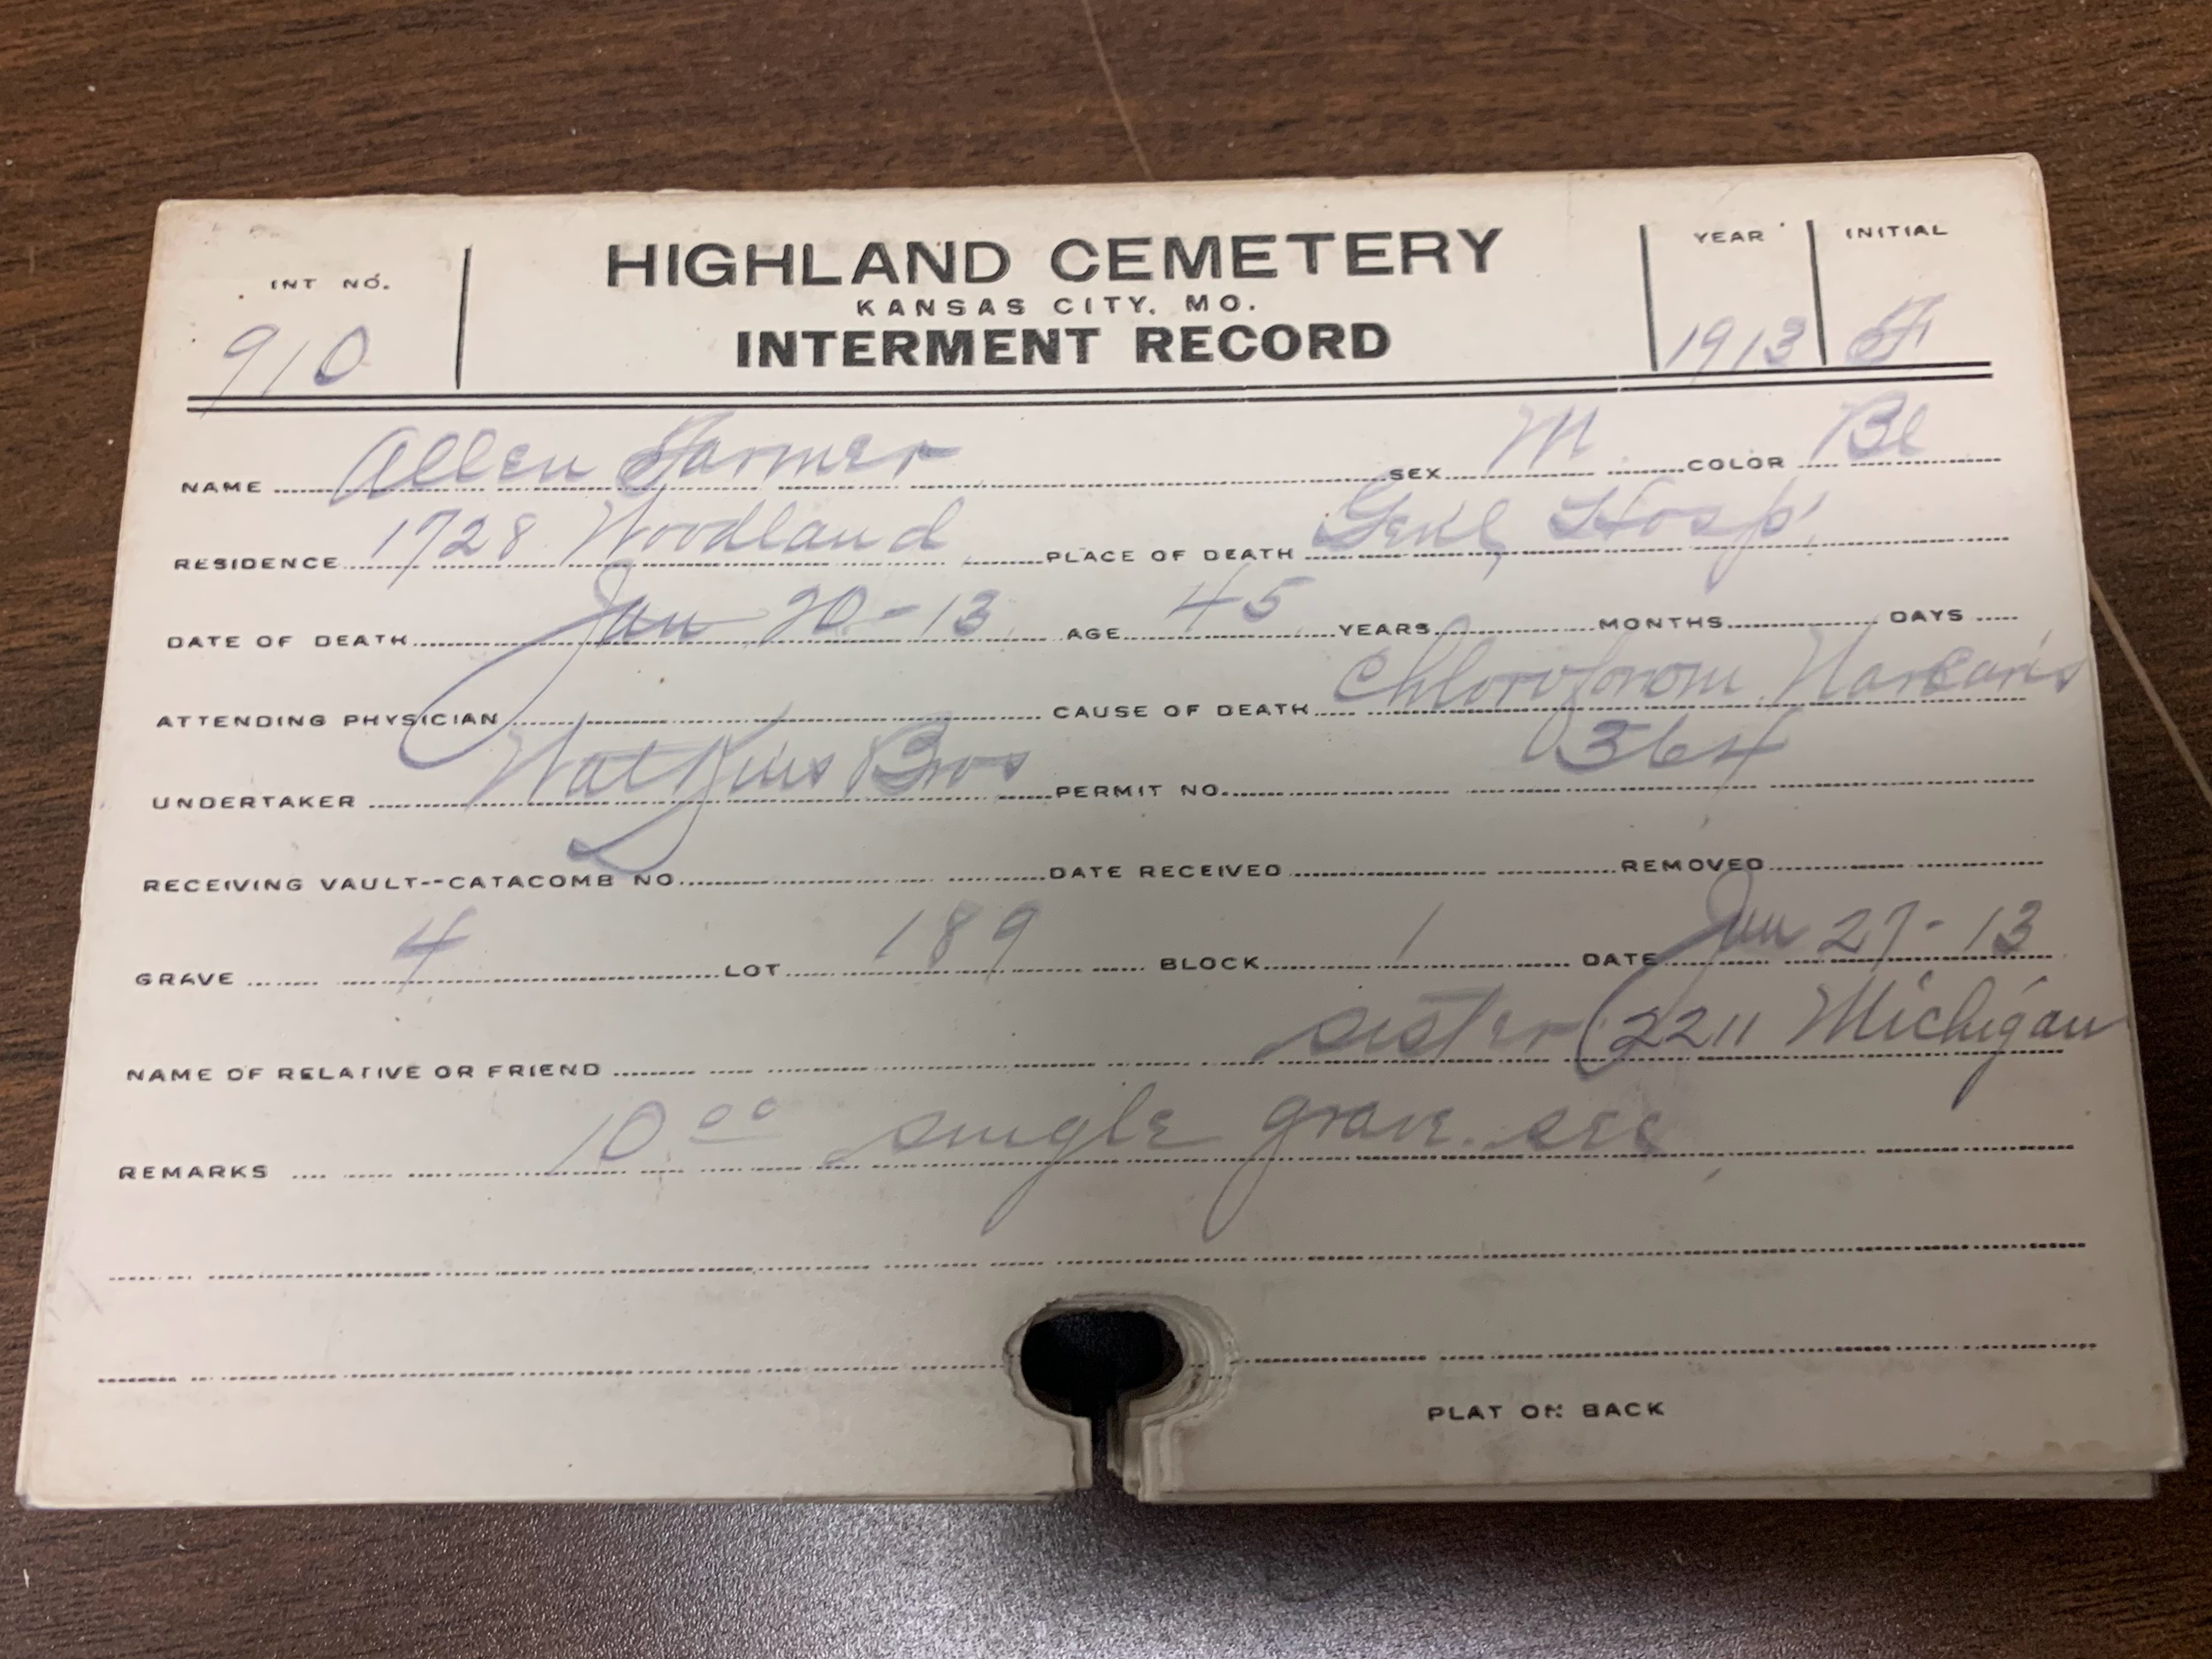 INT NO. HIGHLAND CEMETERY YEAR INITIAL
KANSAS CITY, MO.
910 INTERMENT RECORD 1913 F
NAME Allen Farmer SEX M COLOR Bl
RESIDENCE 1728 Woodland PLACE OF DEATH Genl, Hosp,
DATE OF DEATH Jan 20-13 AGE 45 YEARS MONTHS DAYS
ATTENDING PHYSICIAN CAUSE OF DEATH Chloroform
UNDERTAKER Watkins Bros PERMIT NO. 364
RECEIVING VAULT--CATACOMB NO. DATE RECEIVED REMOVED
GRAVE 4 LOT 189 BLOCK 1 DATE Jan 27-13
NAME OF RELATIVE OR FRIEND sister (2211 Michigan
REMARKS 10 00 single grave. sec
PLAT ON BACK